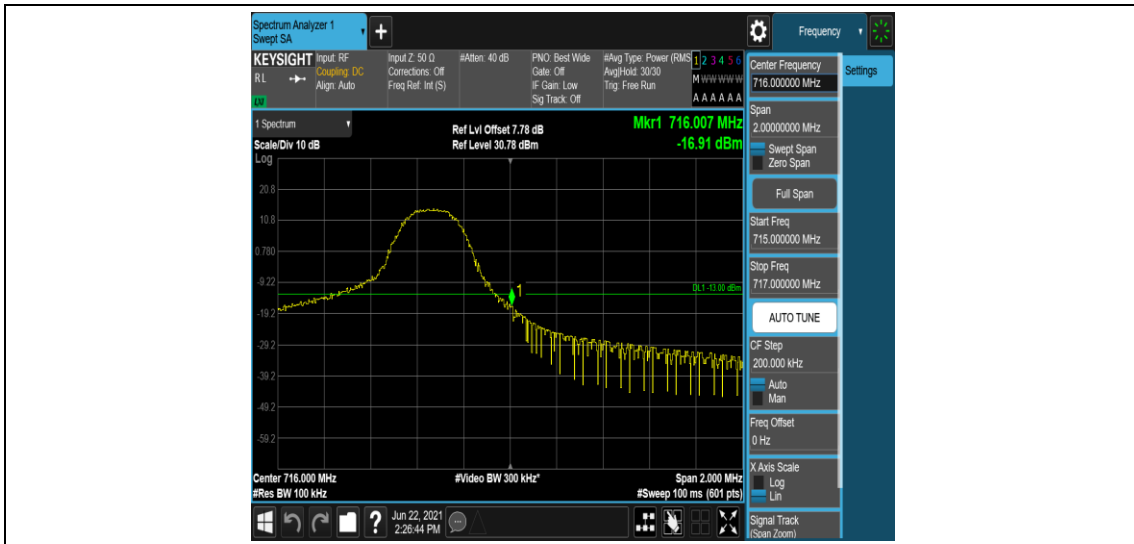 Spectrum Analyzer 1
Swept SA
+
Frequency
KEYSIGHT
RL
LXI
Input: RF
Coupling: DC
Align: Auto
Input Z: 50 Ω
Corrections: Off
Freq Ref: Int (S)
#Atten: 40 dB
PNO: Best Wide
Gate: Off
IF Gain: Low
Sig Track: Off
#Avg Type: Power (RMS
Avg|Hold: 30/30
Trig: Free Run
1 2 3 4 5 6
M W W W W W
A A A A A A
1 Spectrum
Scale/Div 10 dB
Ref Lvl Offset 7.78 dB
Ref Level 30.78 dBm
Mkr1 716.007 MHz
-16.91 dBm
Log
20.8
10.8
0.780
-9.22
-19.2
-29.2
-39.2
-49.2
-59.2
1
DL1 -13.00 dBm
Center 716.000 MHz
#Res BW 100 kHz
#Video BW 300 kHz*
Span 2.000 MHz
#Sweep 100 ms (601 pts)
Center Frequency
716.000000 MHz
Settings
Span
2.00000000 MHz
Swept Span
Zero Span
Full Span
Start Freq
715.000000 MHz
Stop Freq
717.000000 MHz
AUTO TUNE
CF Step
200.000 kHz
Auto
Man
Freq Offset
0 Hz
X Axis Scale
Log
Lin
Signal Track
(Span Zoom)
?
Jun 22, 2021
2:26:44 PM